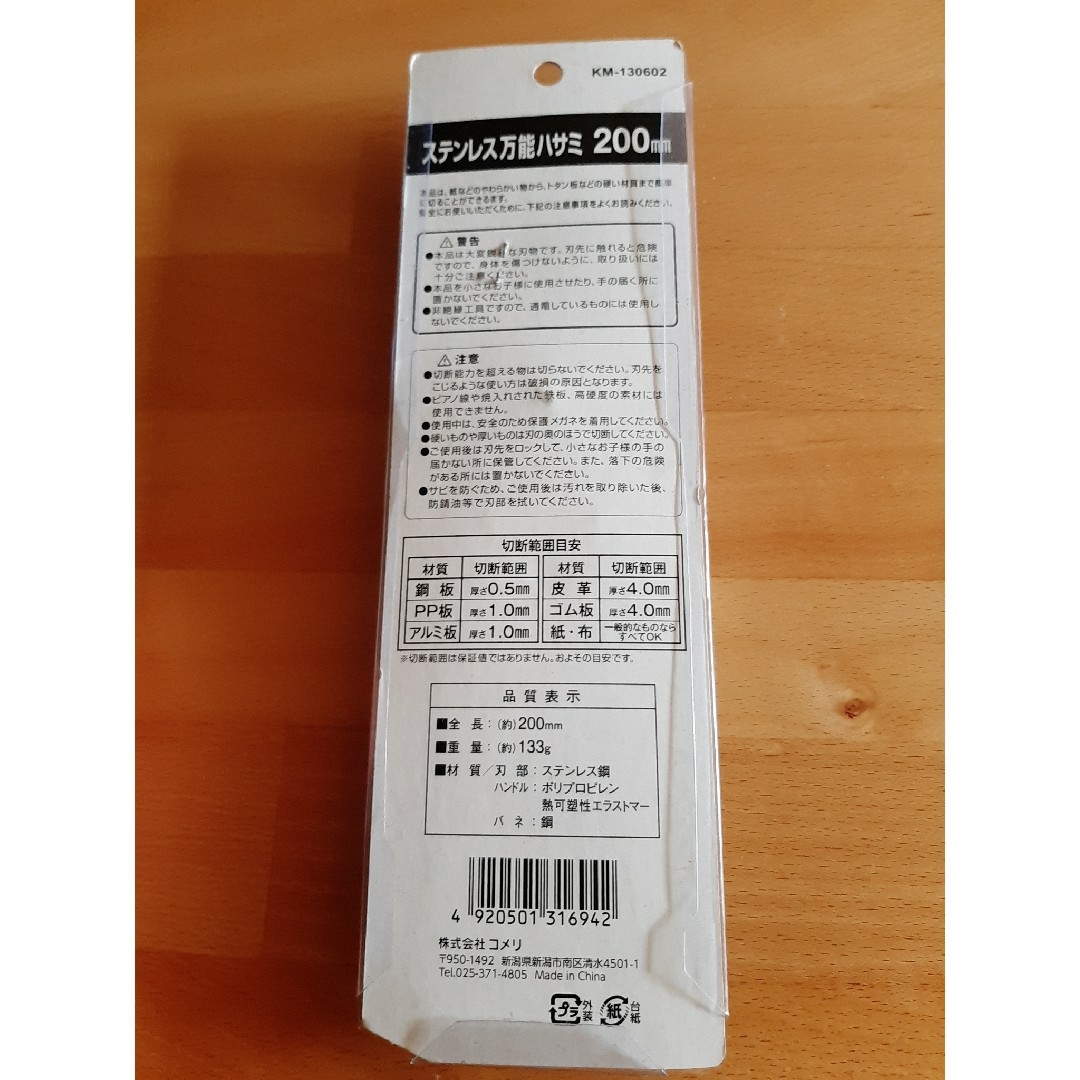 KM-130602
ステンレス万能ハサミ 200mm
本品は、紙などのやわらかい物から、トタン板などの硬い材質まで簡単
に切ることができます。
安全にお使いいただくために、下記の注意事項をよくお読みください。
⚠警告
●本品は大変鋭利な刃物です。刃先に触れると危険
ですので、身体を傷つけないように、取り扱いには
十分ご注意ください。
●本品を小さなお子様に使用させたり、手の届く所に
置かないでください。
●非絶縁工具ですので、通電しているものには使用し
ないでください。
⚠注意
●切断能力を超える物は切らないでください。刃先を
こじるような使い方は破損の原因となります。
●ピアノ線や焼入れされた鉄板、高硬度の素材には
使用できません。
●使用中は、安全のため保護メガネを着用してください。
●硬いものや厚いものは刃の奥のほうで切断してください。
●ご使用後は刃先をロックして、小さなお子様の手の
届かない所に保管してください。また、落下の危険
がある所には置かないでください。
●サビを防ぐため、ご使用後は汚れを取り除いた後、
防錆油等で刃部を拭いてください。
切断範囲目安
材質 切断範囲 材質 切断範囲
鋼板 厚さ0.5mm 皮革 厚さ4.0mm
PP板 厚さ1.0mm ゴム板 厚さ4.0mm
アルミ板 厚さ1.0mm 紙・布 一般的なものなら
すべてOK
※切断範囲は保証値ではありません。おおよその目安です。
品質表示
■全 長：(約)200mm
■重 量：(約)133g
■材 質／刃 部：ステンレス鋼
ハンドル：ポリプロピレン
熱可塑性エラストマー
バ ネ：鋼
4 920501 316942
株式会社 コメリ
〒950-1492 新潟県新潟市南区清水4501-1
Tel.025-371-4805 Made in China
プラ 外装 紙 台紙